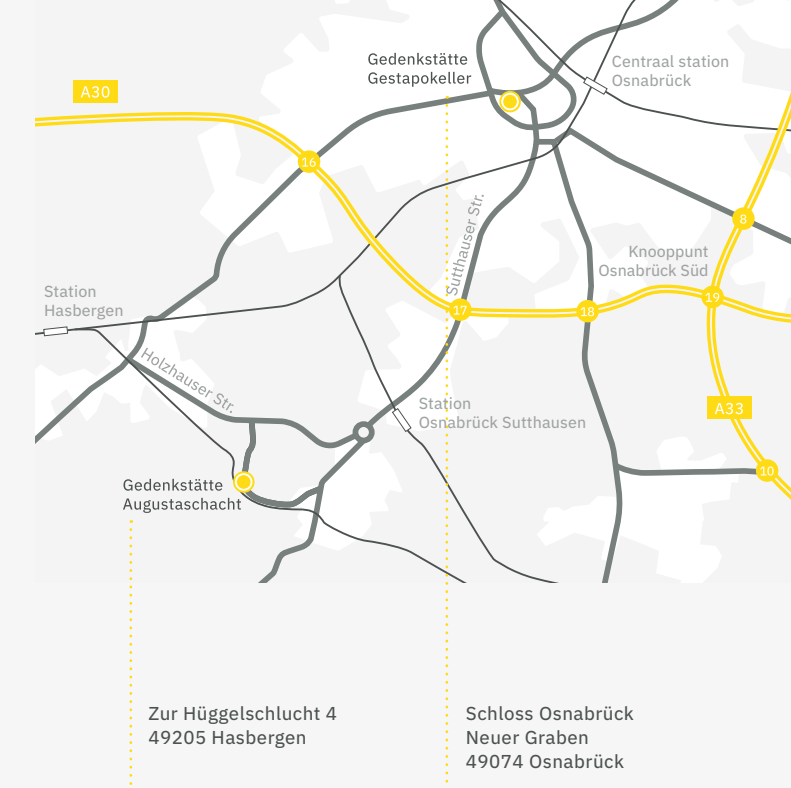 Gedenkstätte
Gestapokeller
Centraal station
Osnabrück
A30
16
8
Sutthauser Str.
Knooppunt
Osnabrück Süd
Station
Hasbergen
19
17
18
Holzhauser Str.
Station
Osnabrück Sutthausen
A33
10
Gedenkstätte
Augustaschacht
Zur Hüggelschlucht 4
49205 Hasbergen
Schloss Osnabrück
Neuer Graben
49074 Osnabrück